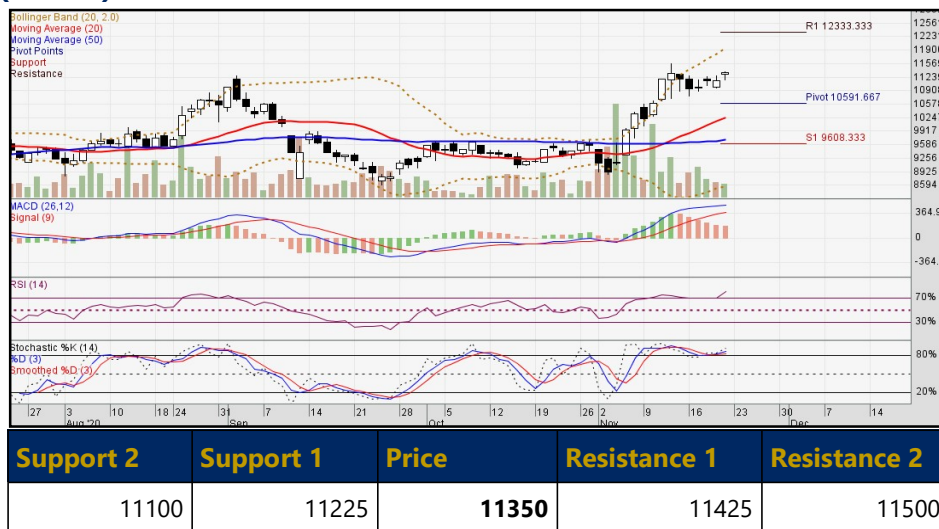 Bollinger Band (20, 2.0)
Moving Average (20)
Moving Average (50)
Pivot Points
Support
Resistance
R1 12333.333
Pivot 10591.667
S1 9608.333
12561
12231
11900
11569
11239
10908
10578
10247
9917
9586
9256
8925
8594
MACD (26,12)
Signal (9)
364.9
0
-364.
RSI (14)
70%
30%
Stochastic %K (14)
%D (3)
Smoothed %D (3)
80%
20%
27 3 10 18 24 31 7 14 21 28 5 12 19 26 2 9 16 23 30 7 14
Aug '20 Sep Oct Nov Dec
Support 2 Support 1 Price Resistance 1 Resistance 2
11100 11225 11350 11425 11500